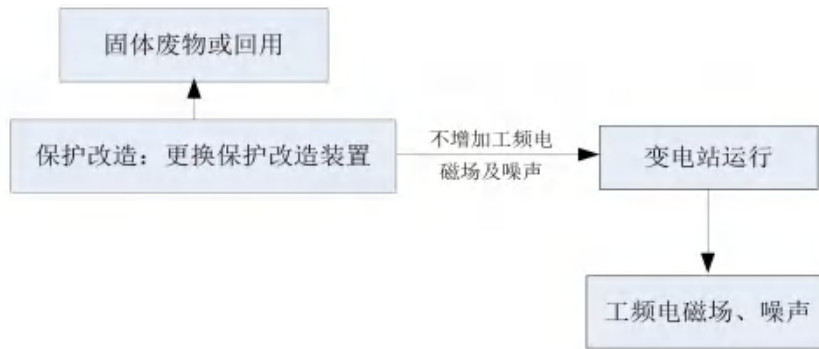 固体废物或回用
保护改造：更换保护改造装置
不增加工频电
磁场及噪声
变电站运行
工频电磁场、噪声